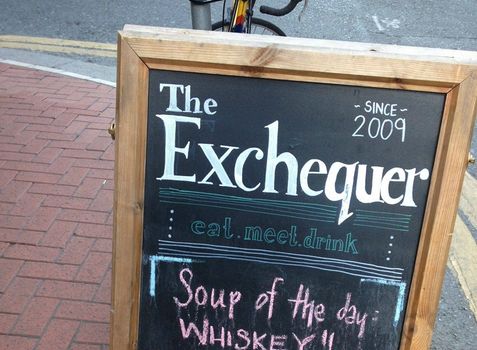 The
~SINCE~
2009
Exchequer
eat.meet.drink
Soup of the day:
WHISKEY!!